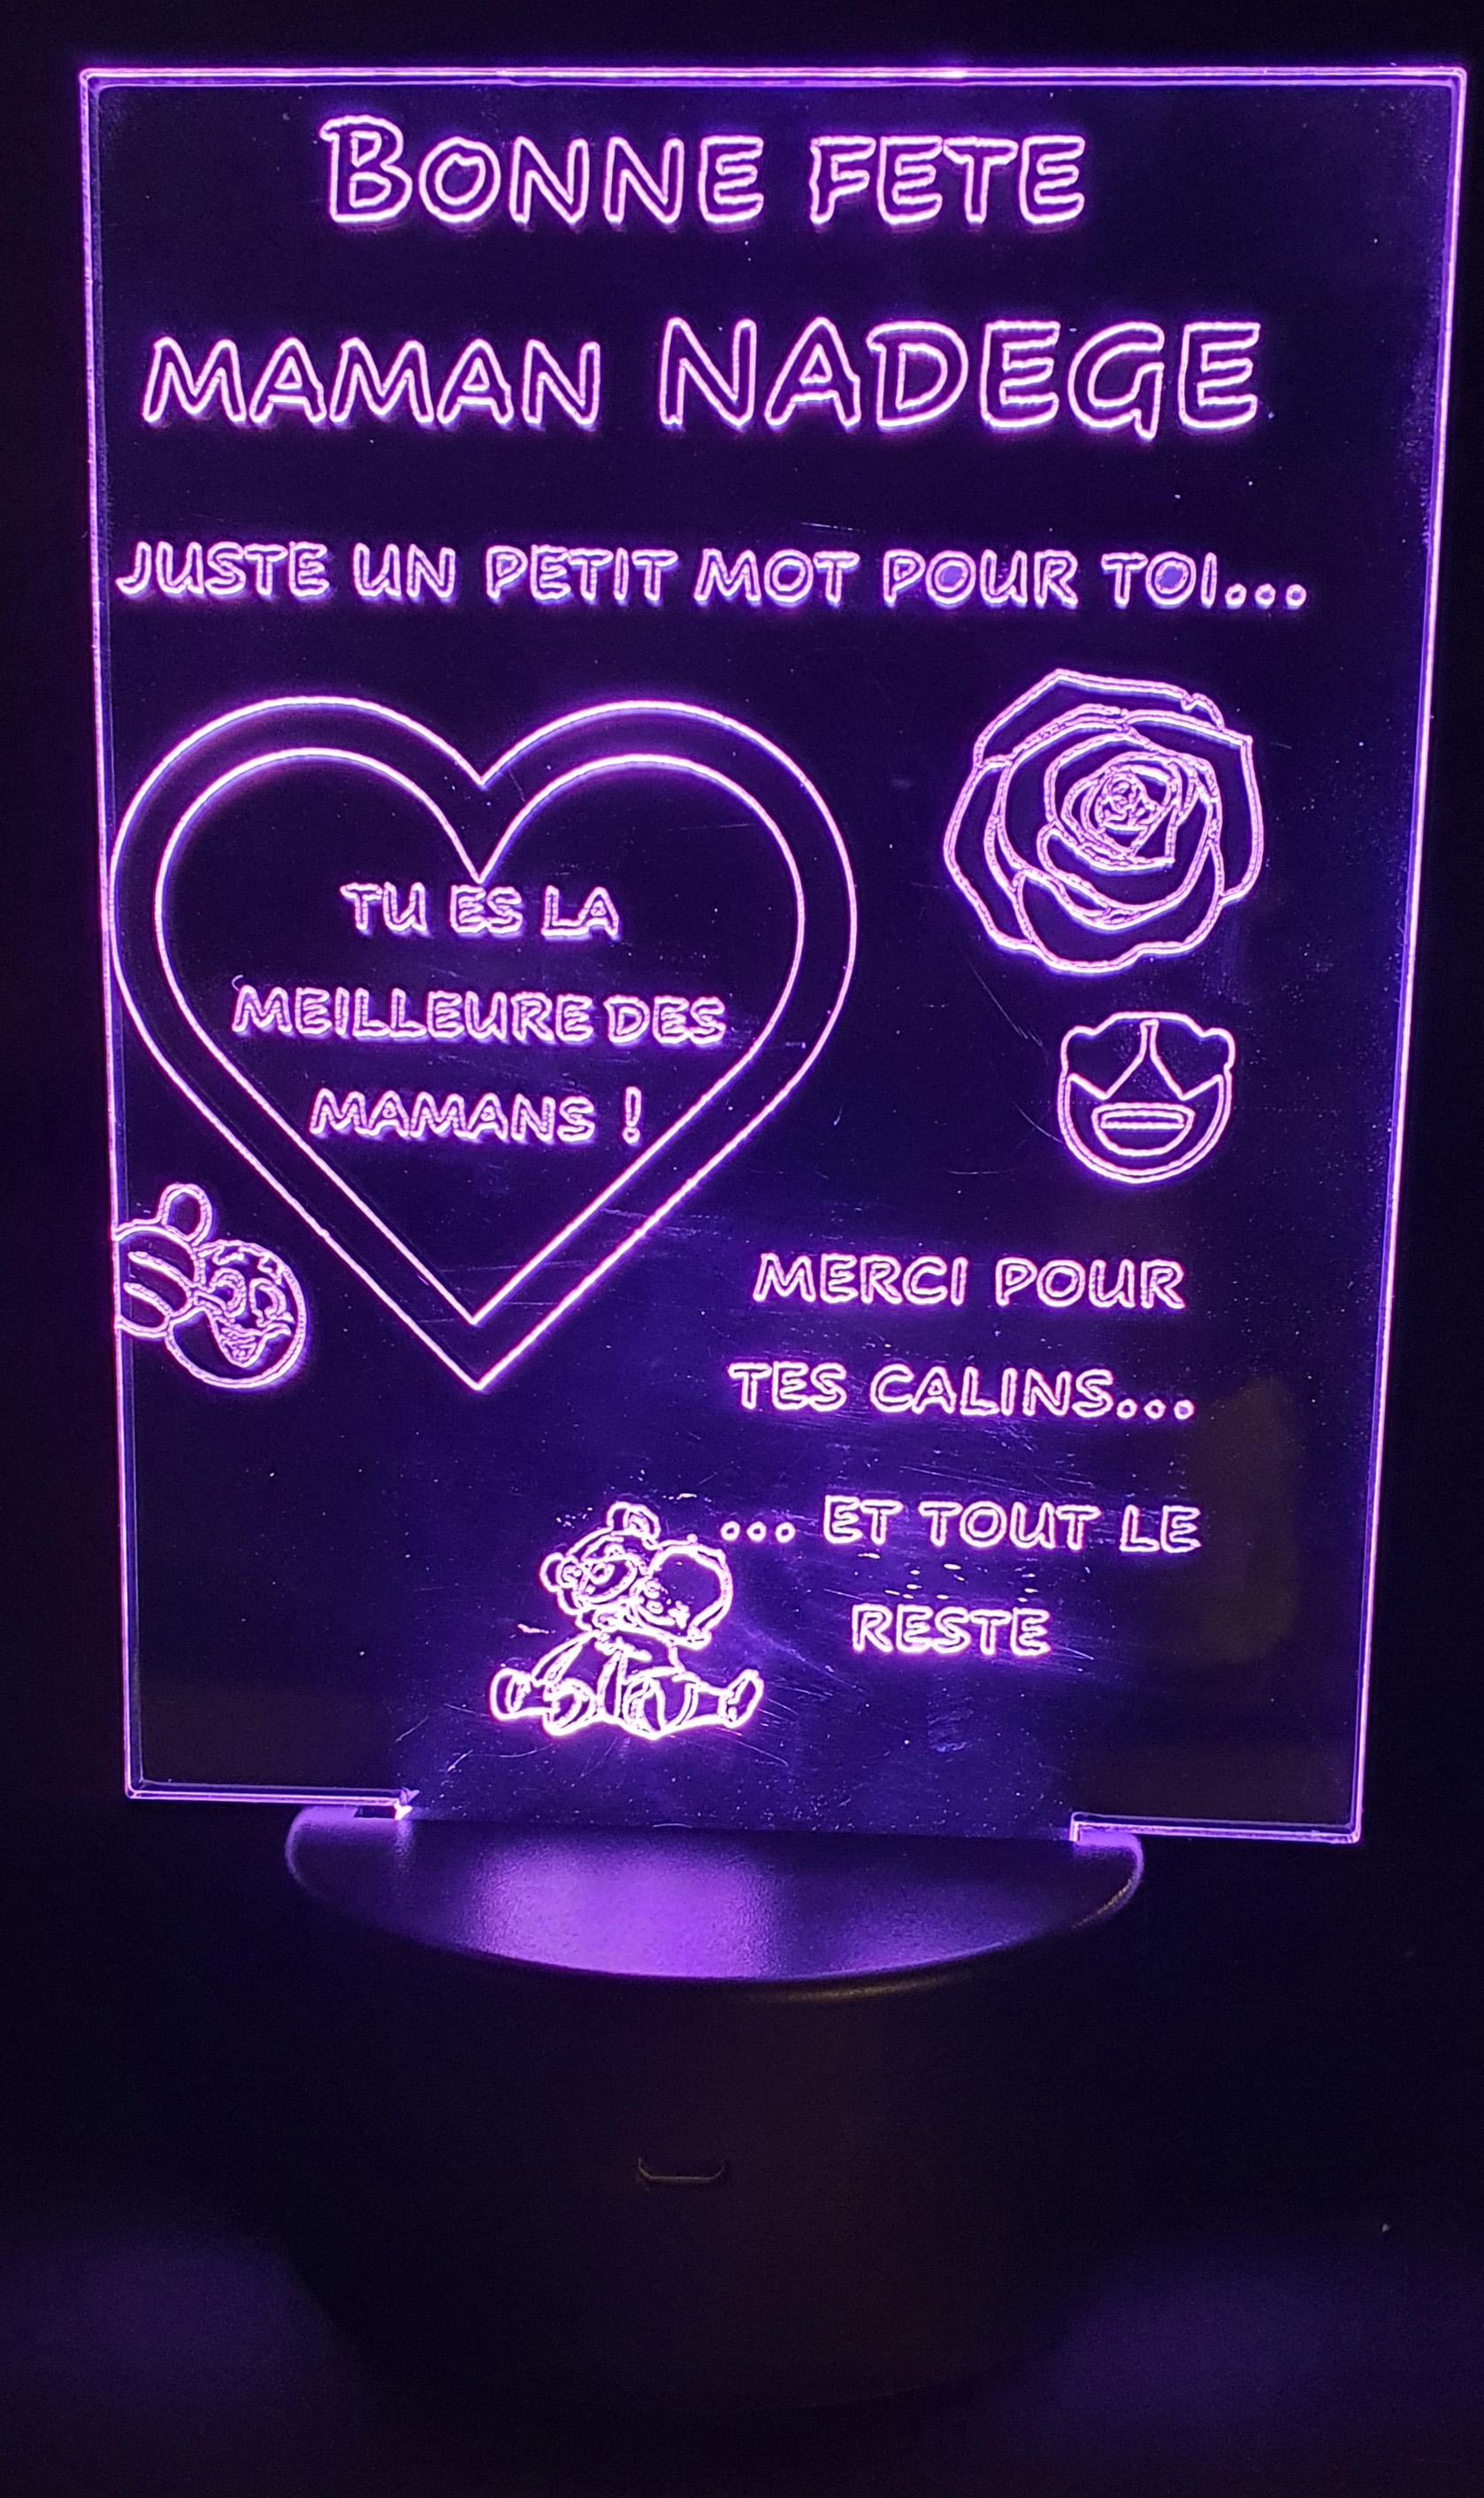 BONNE FETE
MAMAN NADEGE
JUSTE UN PETIT MOT POUR TOI...
TU ES LA
MEILLEURE DES
MAMANS !
MERCI POUR
TES CALINS...
... ET TOUT LE
RESTE